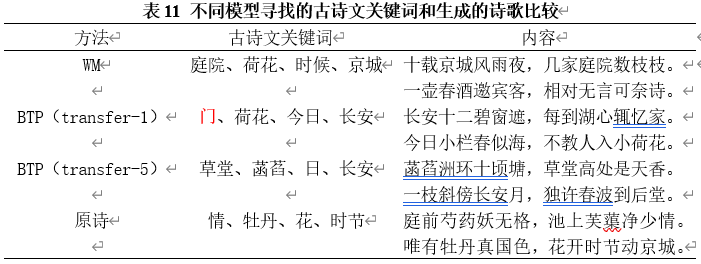 表 11 不同模型寻找的古诗文关键词和生成的诗歌比较↵
方法↵ 古诗文关键词↵ 内容↵
WM↵ 庭院、荷花、时候、京城↵ 十载京城风雨夜，几家庭院数枝枝。↵
↵ ↵ 一壶春酒邀宾客，相对无言可奈诗。↵
BTP（transfer-1）↵ 门、荷花、今日、长安↵ 长安十二碧窗遮，每到湖心辄忆家。↵
↵ ↵ 今日小栏春似海，不教人入小荷花。↵
BTP（transfer-5）↵ 草堂、菡萏、日、长安↵ 菡萏洲环十顷塘，草堂高处是天香。↵
↵ ↵ 一枝斜傍长安月，独许春波到后堂。↵
原诗↵ 情、牡丹、花、时节↵ 庭前芍药妖无格，池上芙蕖净少情。↵
↵ ↵ 唯有牡丹真国色，花开时节动京城。↵